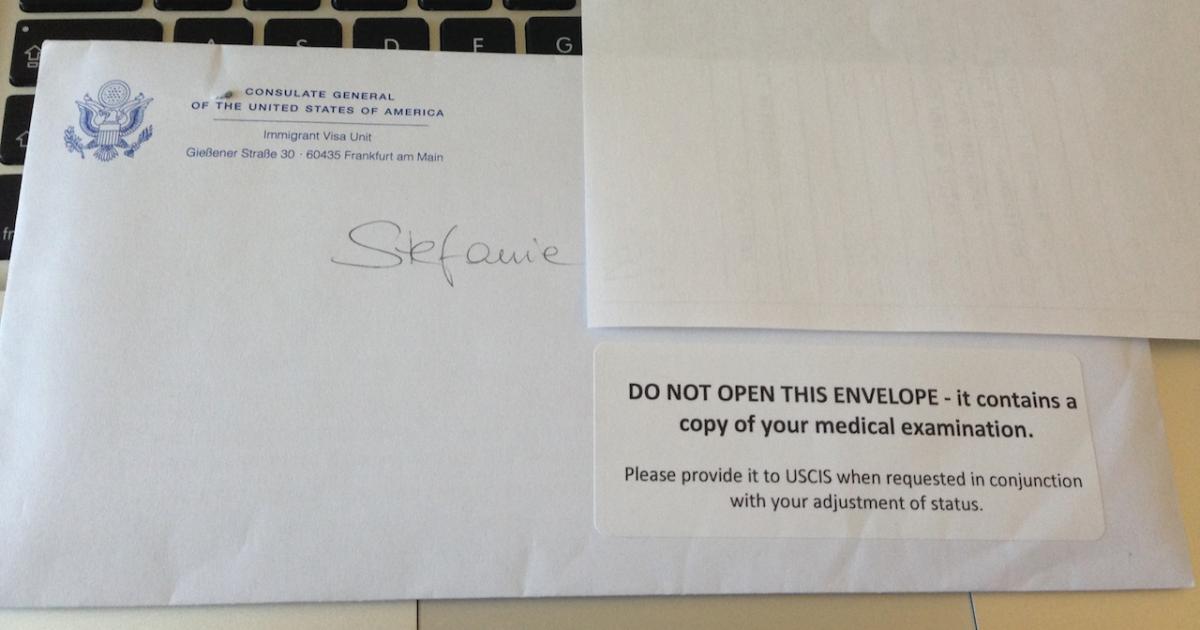 A S D F G
CONSULATE GENERAL
OF THE UNITED STATES OF AMERICA
Immigrant Visa Unit
Gießener Straße 30 · 60435 Frankfurt am Main
fn
Stefanie
DO NOT OPEN THIS ENVELOPE - it contains a
copy of your medical examination.
Please provide it to USCIS when requested in conjunction
with your adjustment of status.